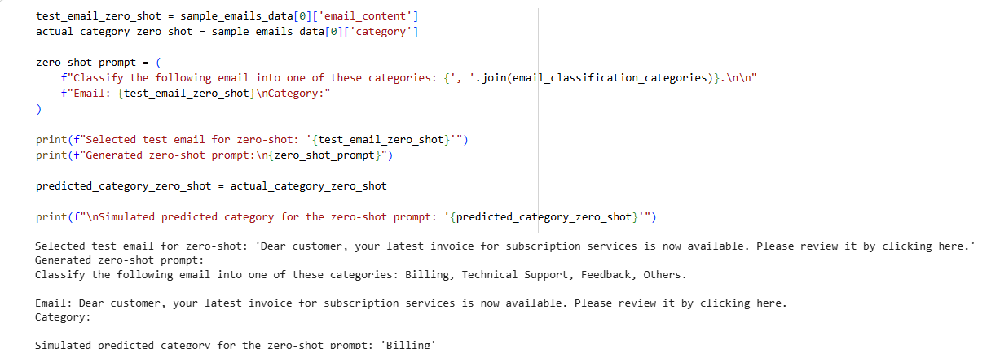 test_email_zero_shot = sample_emails_data[0]['email_content']
actual_category_zero_shot = sample_emails_data[0]['category']
zero_shot_prompt = (
    f"Classify the following email into one of these categories: {', '.join(email_classification_categories)}.\n\n"
    f"Email: {test_email_zero_shot}\nCategory:"
)
print(f"Selected test email for zero-shot: '{test_email_zero_shot}'")
print(f"Generated zero-shot prompt:\n{zero_shot_prompt}")
predicted_category_zero_shot = actual_category_zero_shot
print(f"\nSimulated predicted category for the zero-shot prompt: '{predicted_category_zero_shot}'")
Selected test email for zero-shot: 'Dear customer, your latest invoice for subscription services is now available. Please review it by clicking here.'
Generated zero-shot prompt:
Classify the following email into one of these categories: Billing, Technical Support, Feedback, Others.
Email: Dear customer, your latest invoice for subscription services is now available. Please review it by clicking here.
Category:
Simulated predicted category for the zero-shot prompt: 'Billing'